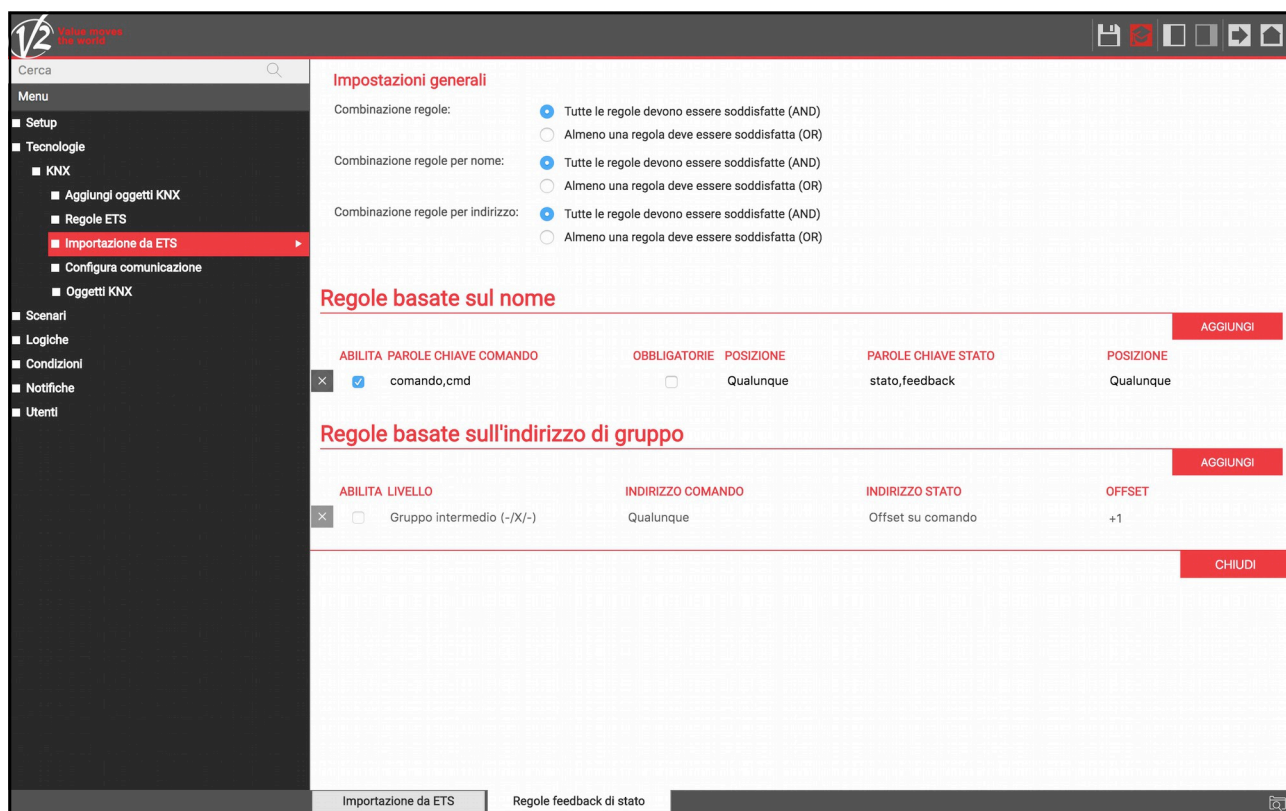 V2 Value moves
the world
Cerca
Menu
Setup
Tecnologie
KNX
Aggiungi oggetti KNX
Regole ETS
Importazione da ETS
Configura comunicazione
Oggetti KNX
Scenari
Logiche
Condizioni
Notifiche
Utenti
Impostazioni generali
Combinazione regole:
Tutte le regole devono essere soddisfatte (AND)
Almeno una regola deve essere soddisfatta (OR)
Combinazione regole per nome:
Tutte le regole devono essere soddisfatte (AND)
Almeno una regola deve essere soddisfatta (OR)
Combinazione regole per indirizzo:
Tutte le regole devono essere soddisfatte (AND)
Almeno una regola deve essere soddisfatta (OR)
Regole basate sul nome
AGGIUNGI
ABILITA PAROLE CHIAVE COMANDO OBBLIGATORIE POSIZIONE PAROLE CHIAVE STATO POSIZIONE
comando,cmd Qualunque stato,feedback Qualunque
Regole basate sull'indirizzo di gruppo
AGGIUNGI
ABILITA LIVELLO INDIRIZZO COMANDO INDIRIZZO STATO OFFSET
Gruppo intermedio (-/X/-) Qualunque Offset su comando +1
CHIUDI
Importazione da ETS Regole feedback di stato